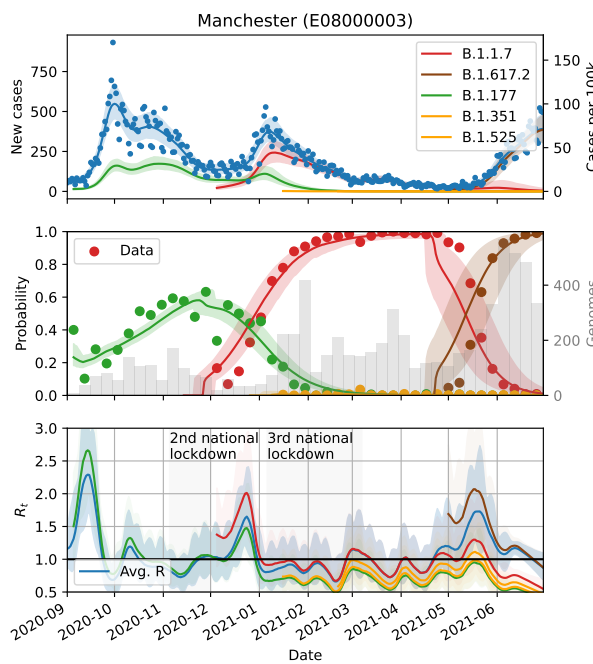 Manchester (E08000003)
New cases
750
500
250
0
B.1.1.7
B.1.617.2
B.1.177
B.1.351
B.1.525
150
100
50
0
Cases per 100k
Probability
1.0
0.8
0.6
0.4
0.2
0.0
Data
400
200
0
Genomes
Rt
3.0
2.5
2.0
1.5
1.0
0.5
2nd national
lockdown
3rd national
lockdown
Avg. R
2020-09
2020-10
2020-11
2020-12
2021-01
2021-02
2021-03
2021-04
2021-05
2021-06
Date